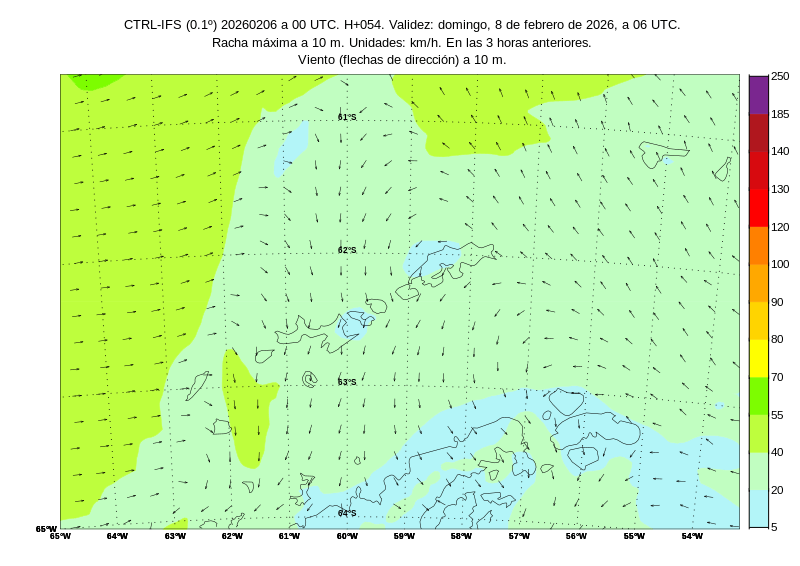 CTRL-IFS (0.1º) 20260206 a 00 UTC. H+054. Validez: domingo, 8 de febrero de 2026, a 06 UTC.
Racha máxima a 10 m. Unidades: km/h. En las 3 horas anteriores.
Viento (flechas de dirección) a 10 m.
250
185
140
130
120
100
90
80
70
55
40
20
5
61°S
62°S
63°S
64°S
65°W
65°W 64°W 63°W 62°W 61°W 60°W 59°W 58°W 57°W 56°W 55°W 54°W